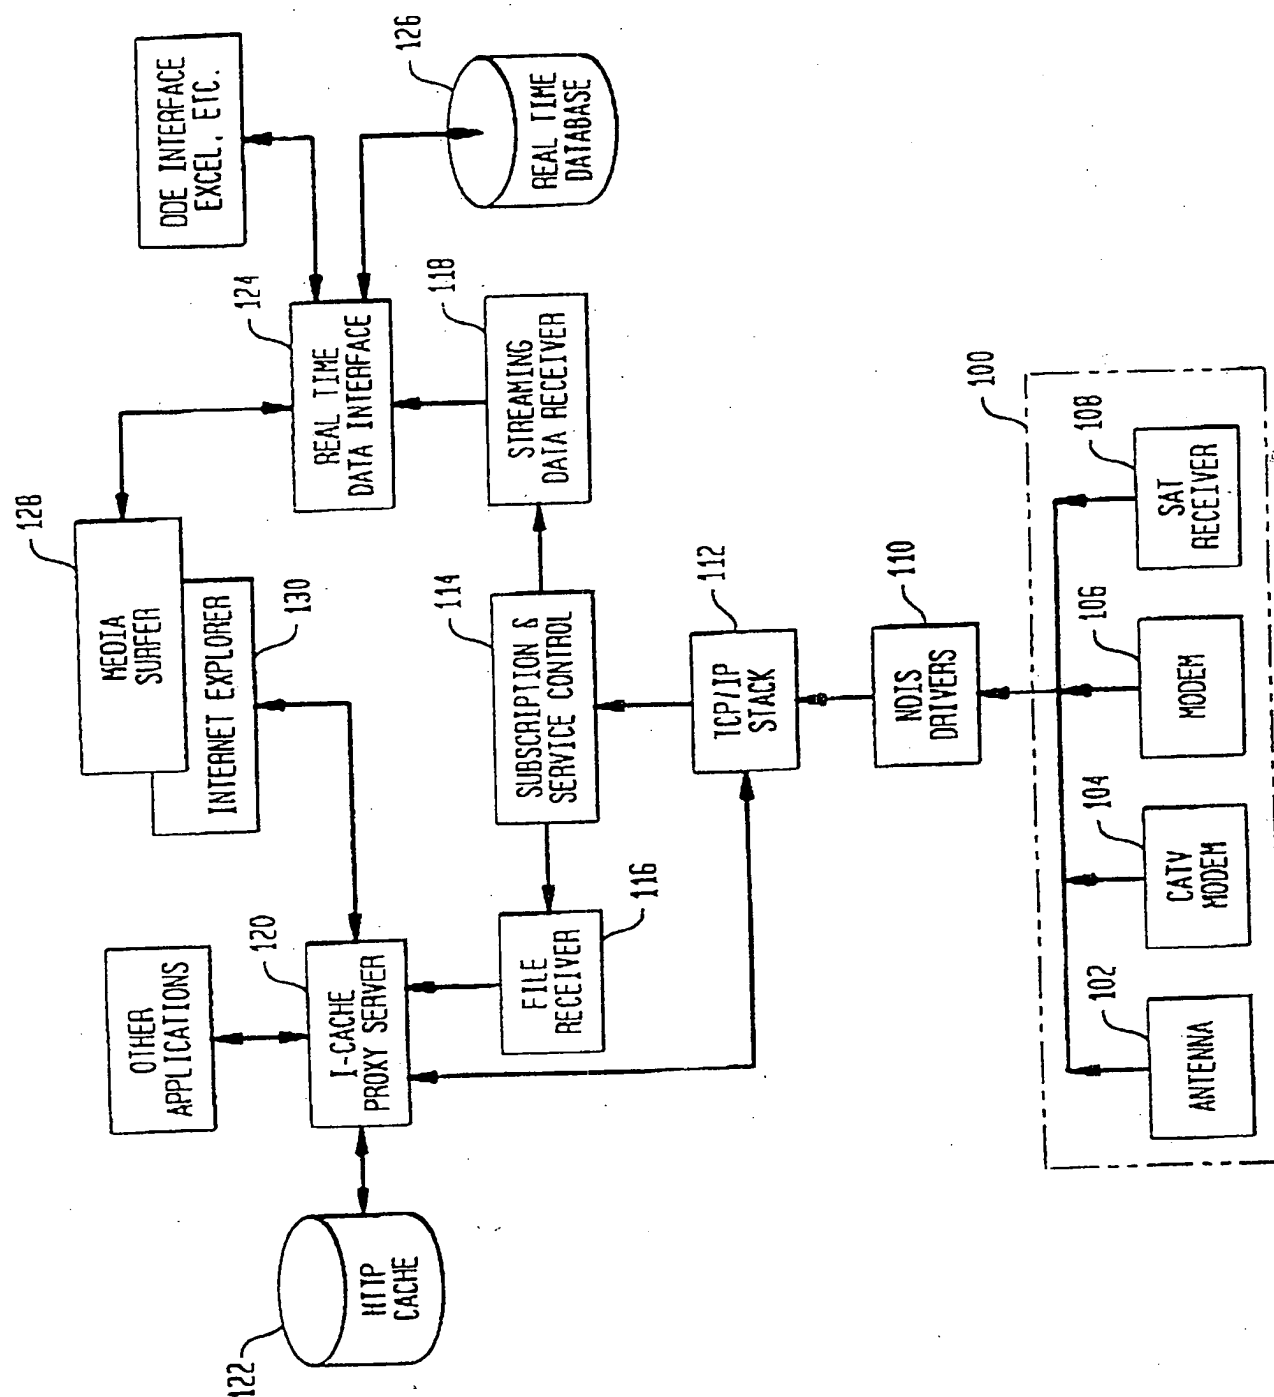 128
MEDIA
SURFER
INTERNET EXPLORER
130
DDE INTERFACE
EXCEL, ETC.
OTHER
APPLICATIONS
122
HTTP
CACHE
120
I-CACHE
PROXY SERVER
124
REAL TIME
DATA INTERFACE
126
REAL TIME
DATABASE
116
FILE
RECEIVER
114
SUBSCRIPTION &
SERVICE CONTROL
118
STREAMING
DATA RECEIVER
112
TCP/IP
STACK
110
NDIS
DRIVERS
100
102
ANTENNA
104
CATV
MODEM
106
MODEM
108
SAT
RECEIVER